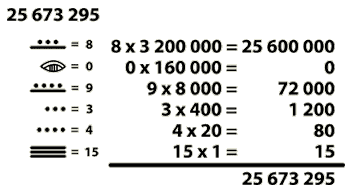 25 673 295
= 8 8 x 3 200 000 = 25 600 000
= 0 0 x 160 000 = 0
= 9 9 x 8 000 = 72 000
= 3 3 x 400 = 1 200
= 4 4 x 20 = 80
= 15 15 x 1 = 15
25 673 295